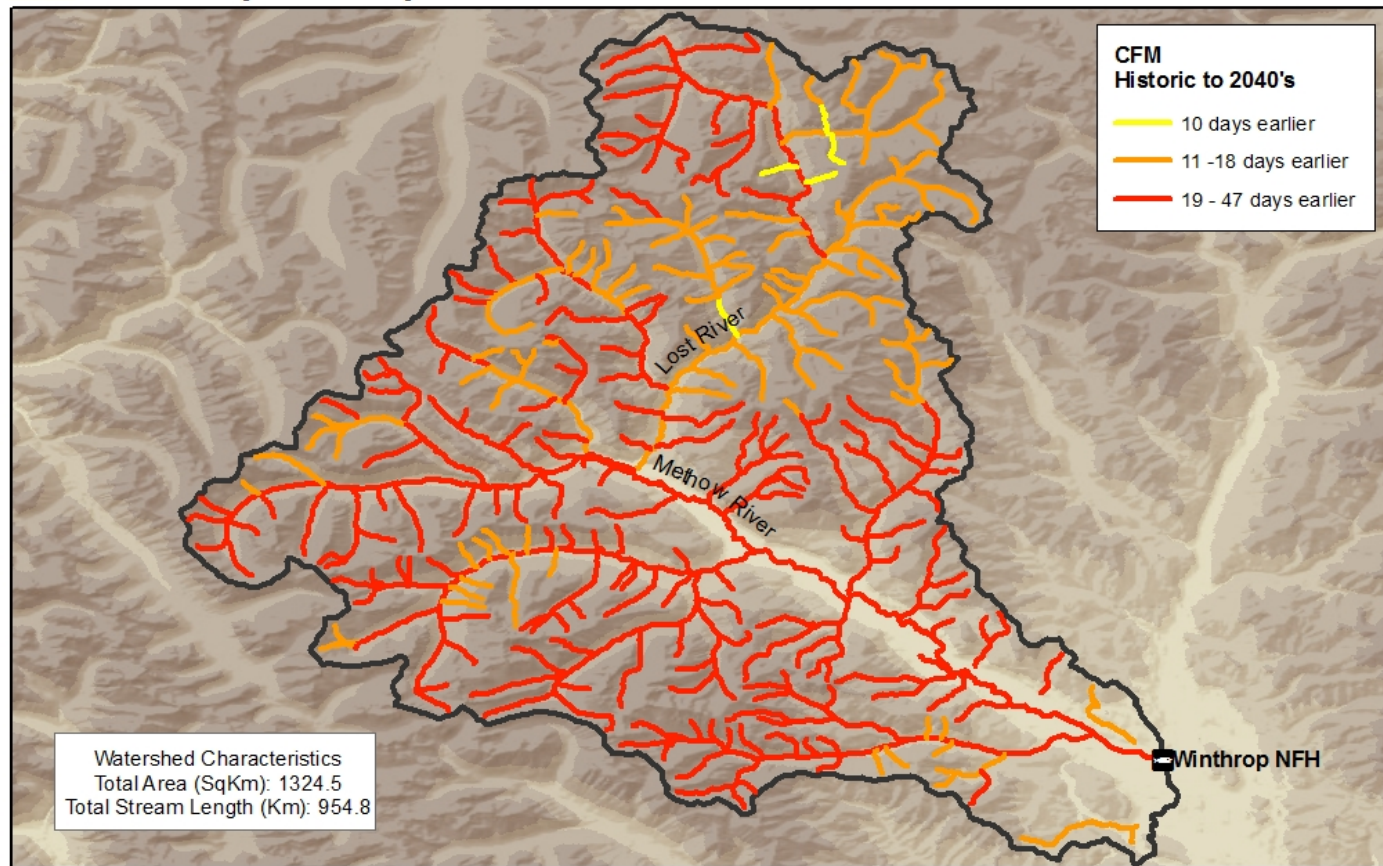 CFM
Historic to 2040's
10 days earlier
11 -18 days earlier
19 - 47 days earlier
Lost River
Methow River
Winthrop NFH
Watershed Characteristics
Total Area (SqKm): 1324.5
Total Stream Length (Km): 954.8